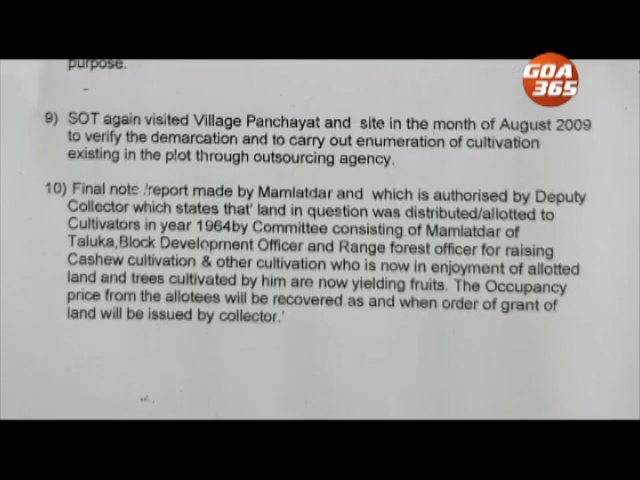 purpose.
GOA
365
9) SOT again visited Village Panchayat and site in the month of August 2009
to verify the demarcation and to carry out enumeration of cultivation
existing in the plot through outsourcing agency.
10) Final note /report made by Mamlatdar and which is authorised by Deputy
Collector which states that' land in question was distributed/allotted to
Cultivators in year 1964by Committee consisting of Mamlatdar of
Taluka,Block Development Officer and Range forest officer for raising
Cashew cultivation & other cultivation who is now in enjoyment of allotted
land and trees cultivated by him are now yielding fruits. The Occupancy
price from the allotees will be recovered as and when order of grant of
land will be issued by collector.'